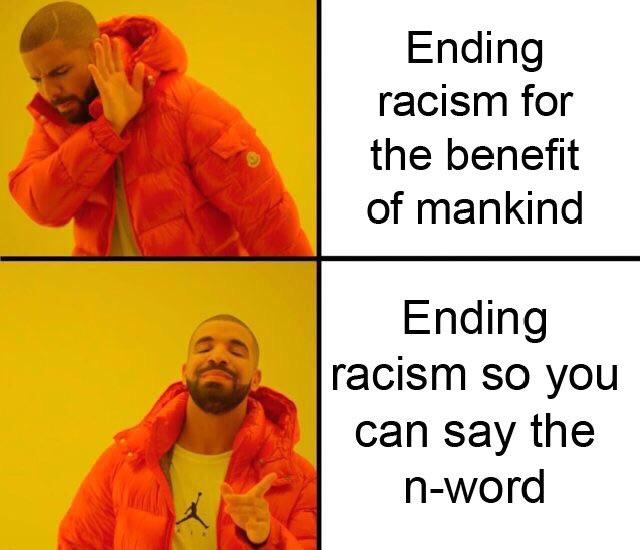 Ending
racism for
the benefit
of mankind
Ending
racism so you
can say the
n-word